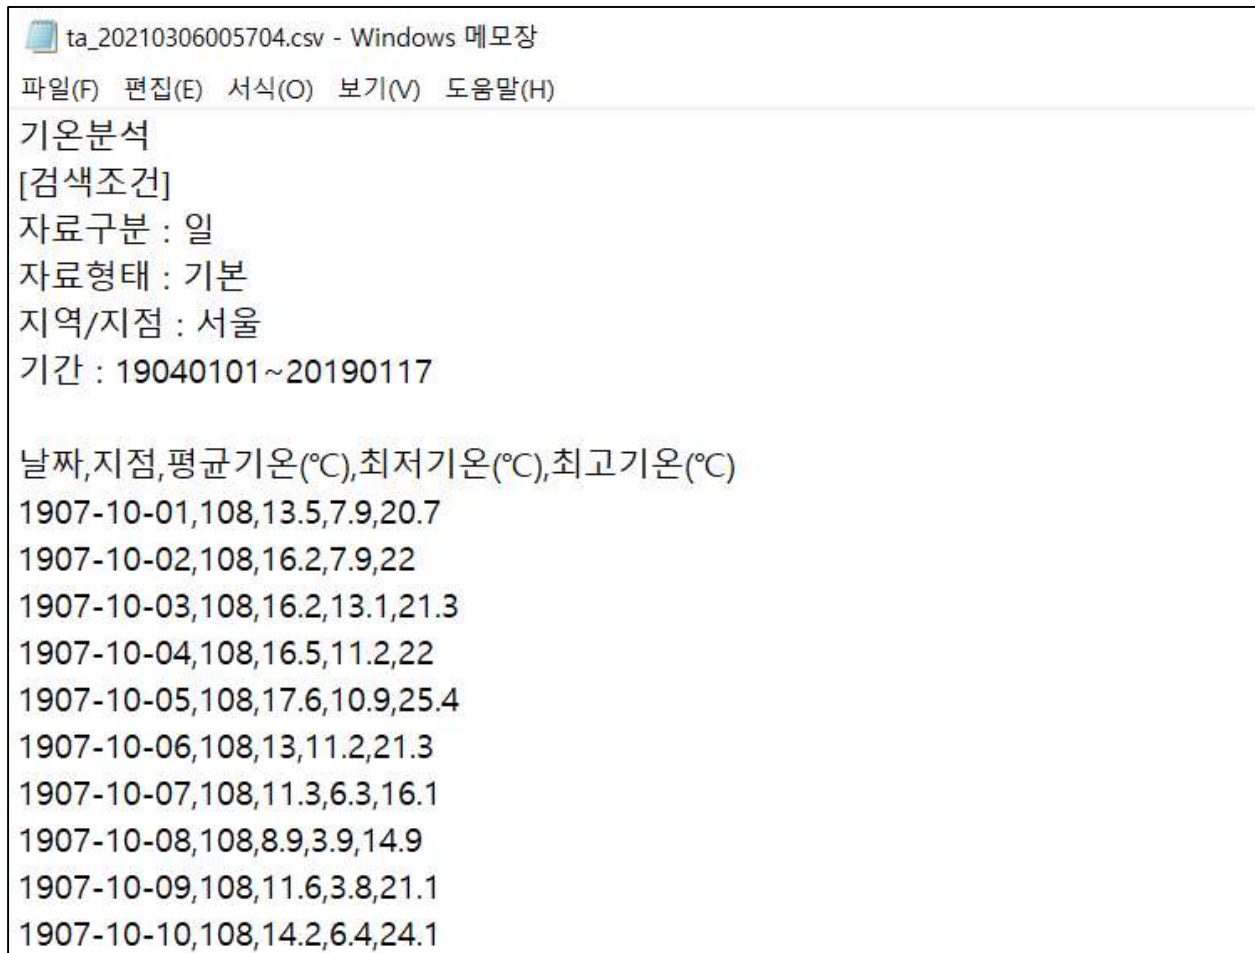 ta_20210306005704.csv - Windows 메모장
파일(F) 편집(E) 서식(O) 보기(V) 도움말(H)
기온분석
[검색조건]
자료구분 : 일
자료형태 : 기본
지역/지점 : 서울
기간 : 19040101~20190117
날짜,지점,평균기온(℃),최저기온(℃),최고기온(℃)
1907-10-01,108,13.5,7.9,20.7
1907-10-02,108,16.2,7.9,22
1907-10-03,108,16.2,13.1,21.3
1907-10-04,108,16.5,11.2,22
1907-10-05,108,17.6,10.9,25.4
1907-10-06,108,13,11.2,21.3
1907-10-07,108,11.3,6.3,16.1
1907-10-08,108,8.9,3.9,14.9
1907-10-09,108,11.6,3.8,21.1
1907-10-10,108,14.2,6.4,24.1